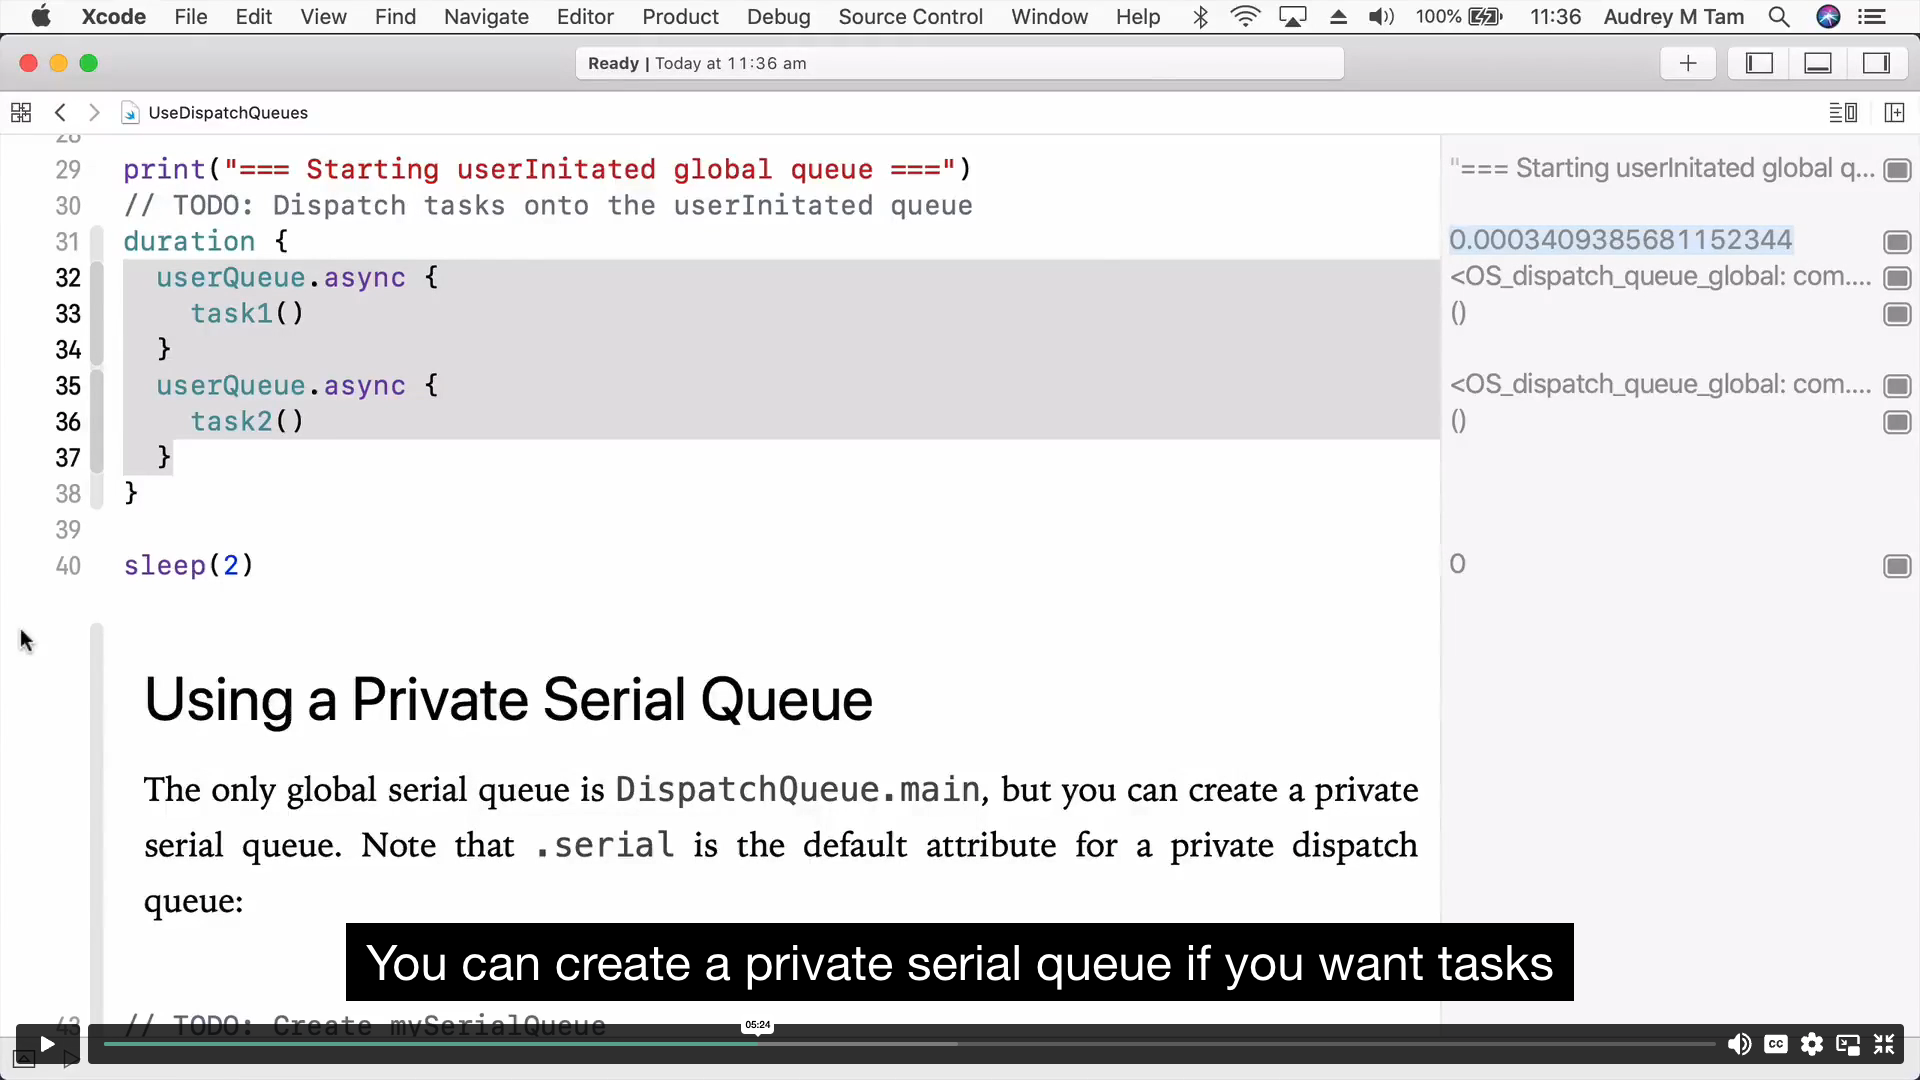 Xcode File Edit View Find Navigate Editor Product Debug Source Control Window Help 100% 11:36 Audrey M Tam
Ready | Today at 11:36 am
UseDispatchQueues
28
29 print("=== Starting userInitated global queue ===") "=== Starting userInitated global q...
30 // TODO: Dispatch tasks onto the userInitated queue
31 duration { 0.0003409385681152344
32 userQueue.async { <OS_dispatch_queue_global: com....
33 task1() ()
34 }
35 userQueue.async { <OS_dispatch_queue_global: com....
36 task2() ()
37 }
38 }
39
40 sleep(2) 0
Using a Private Serial Queue
The only global serial queue is DispatchQueue.main, but you can create a private
serial queue. Note that .serial is the default attribute for a private dispatch
queue:
You can create a private serial queue if you want tasks
43 // TODO: Create mySerialQueue
05:24
CC